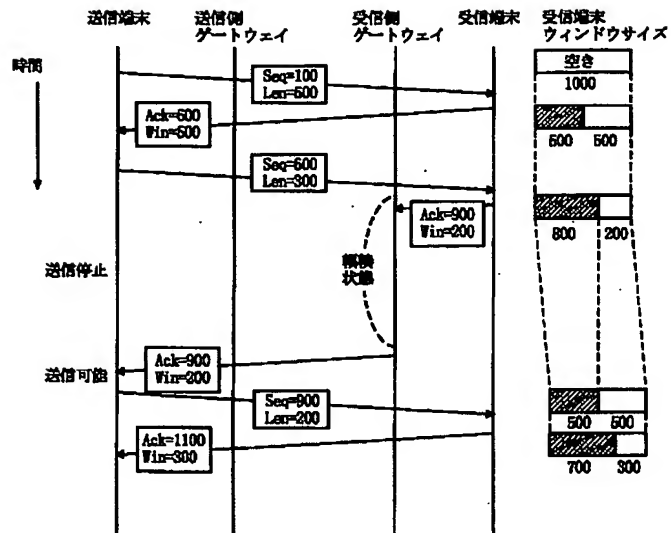 送信端末
送信側
ゲートウェイ
受信側
ゲートウェイ
受信端末
受信端末
ウィンドウサイズ
時間
空き
1000
Seq=100
Len=500
Ack=600
Win=500
500 500
Seq=600
Len=300
Ack=900
Win=200
800 200
輻輳
状態
送信停止
Ack=900
Win=200
送信可能
Seq=900
Len=200
500 500
Ack=1100
Win=300
700 300